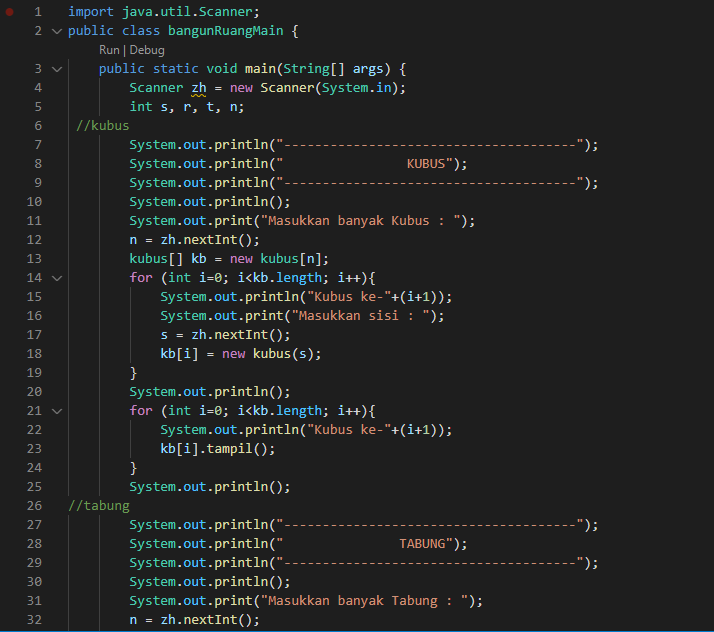 1 import java.util.Scanner;
2 public class bangunRuangMain {
Run | Debug
3     public static void main(String[] args) {
4         Scanner zh = new Scanner(System.in);
5         int s, r, t, n;
6  //kubus
7         System.out.println("--------------------------------------");
8         System.out.println("                KUBUS");
9         System.out.println("--------------------------------------");
10         System.out.println();
11         System.out.print("Masukkan banyak Kubus : ");
12         n = zh.nextInt();
13         kubus[] kb = new kubus[n];
14         for (int i=0; i<kb.length; i++){
15             System.out.println("Kubus ke-"+(i+1));
16             System.out.print("Masukkan sisi : ");
17             s = zh.nextInt();
18             kb[i] = new kubus(s);
19         }
20         System.out.println();
21         for (int i=0; i<kb.length; i++){
22             System.out.println("Kubus ke-"+(i+1));
23             kb[i].tampil();
24         }
25         System.out.println();
26 //tabung
27         System.out.println("--------------------------------------");
28         System.out.println("               TABUNG");
29         System.out.println("--------------------------------------");
30         System.out.println();
31         System.out.print("Masukkan banyak Tabung : ");
32         n = zh.nextInt();